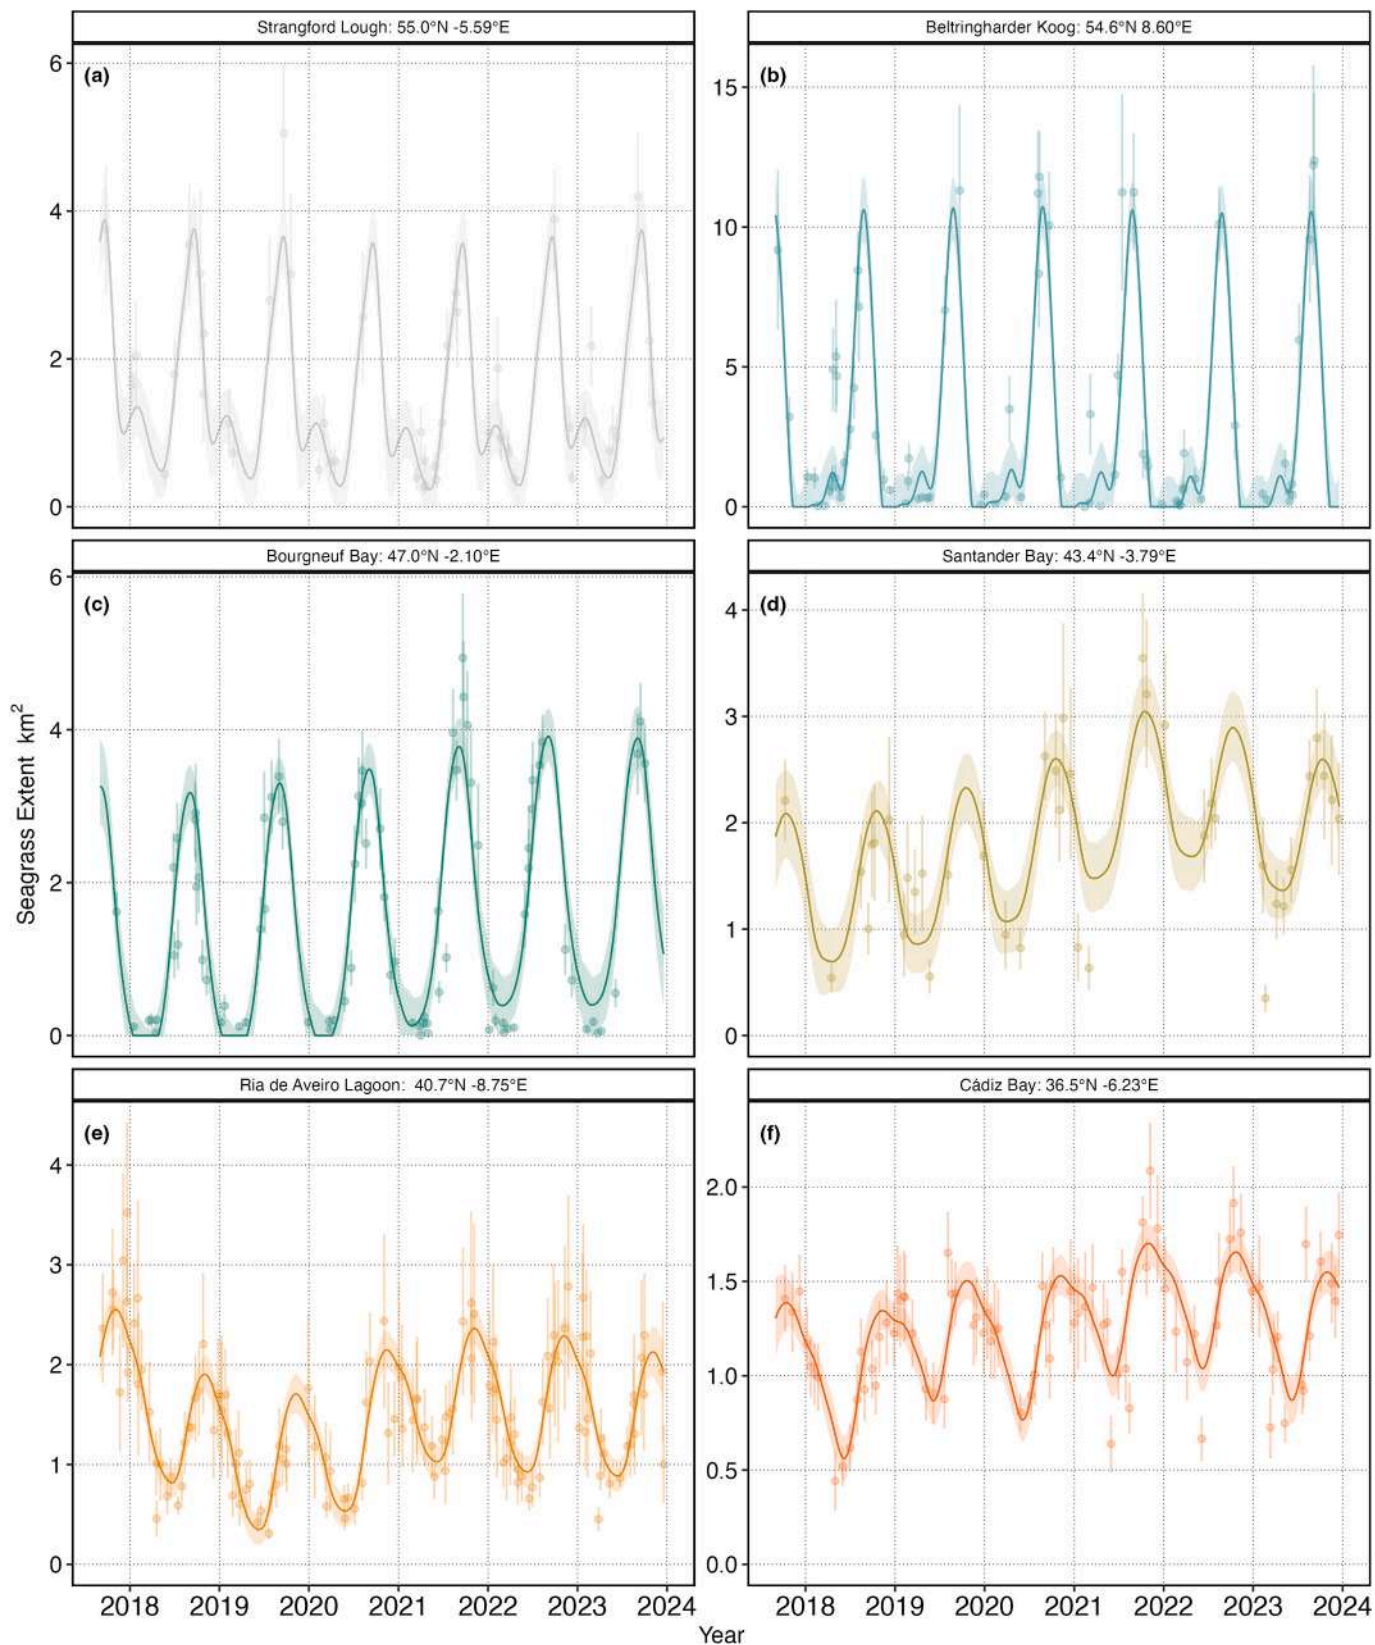 Strangford Lough: 55.0°N -5.59°E
Beltringharder Koog: 54.6°N 8.60°E
(a)
6
4
2
0
(b)
15
10
5
0
Bourgneuf Bay: 47.0°N -2.10°E
Santander Bay: 43.4°N -3.79°E
Seagrass Extent km²
(c)
6
4
2
0
(d)
4
3
2
1
0
Ria de Aveiro Lagoon: 40.7°N -8.75°E
Cádiz Bay: 36.5°N -6.23°E
(e)
4
3
2
1
0
(f)
2.0
1.5
1.0
0.5
0.0
2018 2019 2020 2021 2022 2023 2024
2018 2019 2020 2021 2022 2023 2024
Year